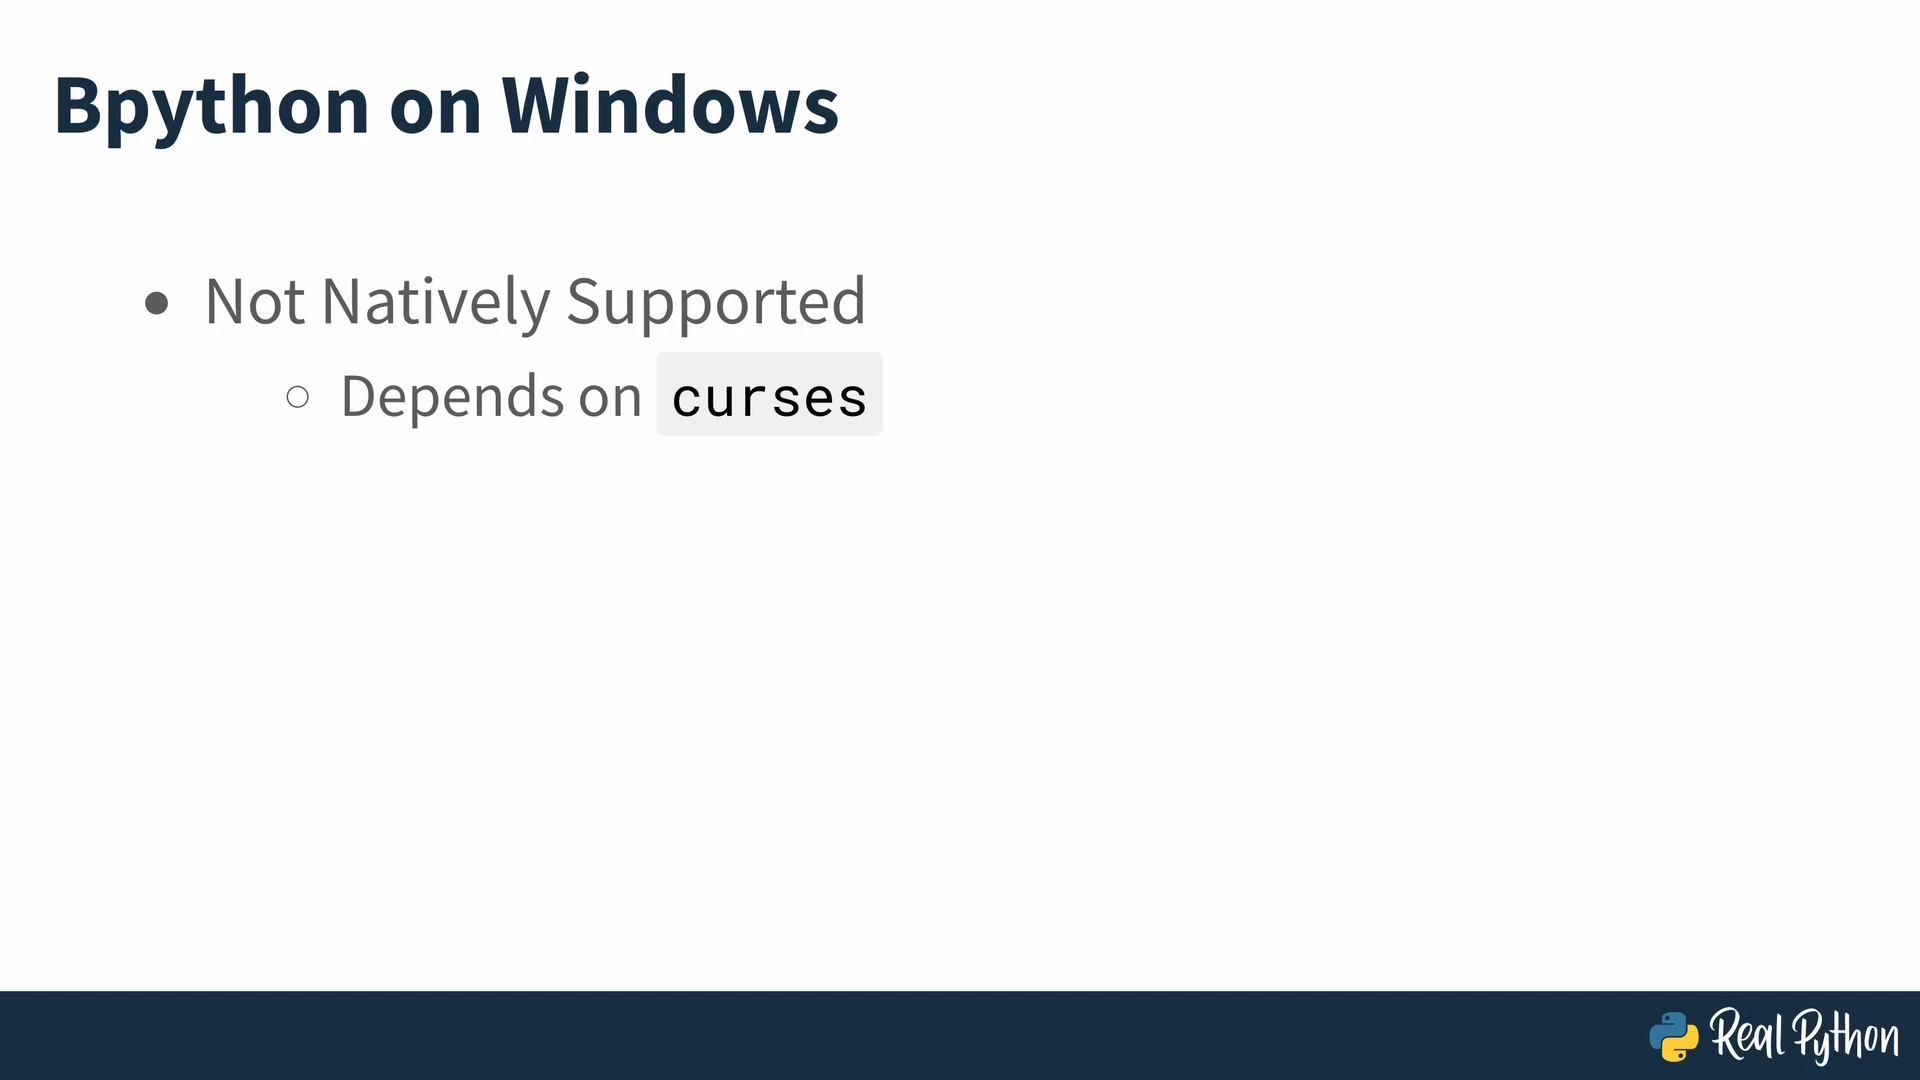 Bpython on Windows
● Not Natively Supported
○ Depends on curses
Real Python